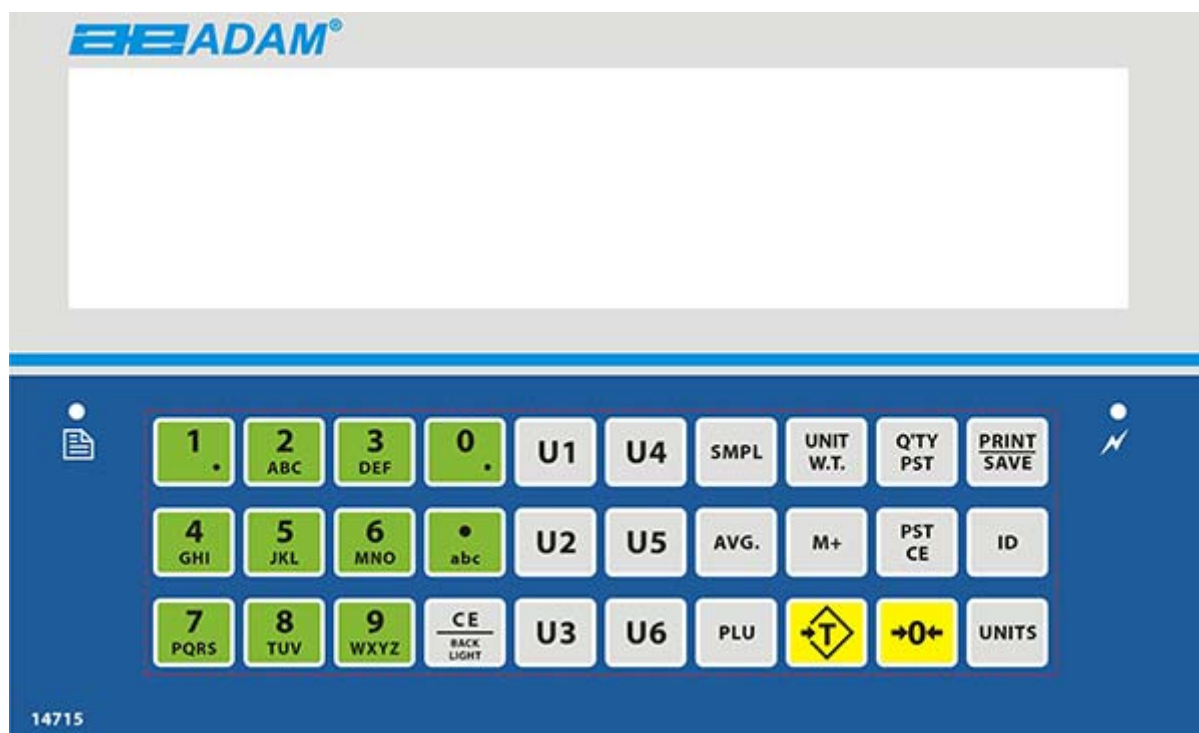 ae ADAM®
1 . 2 ABC 3 DEF 0 . U1 U4 SMPL UNIT W.T. Q'TY PST PRINT SAVE
4 GHI 5 JKL 6 MNO • abc U2 U5 AVG. M+ PST CE ID
7 PQRS 8 TUV 9 WXYZ CE BACK LIGHT U3 U6 PLU →T →0← UNITS
14715